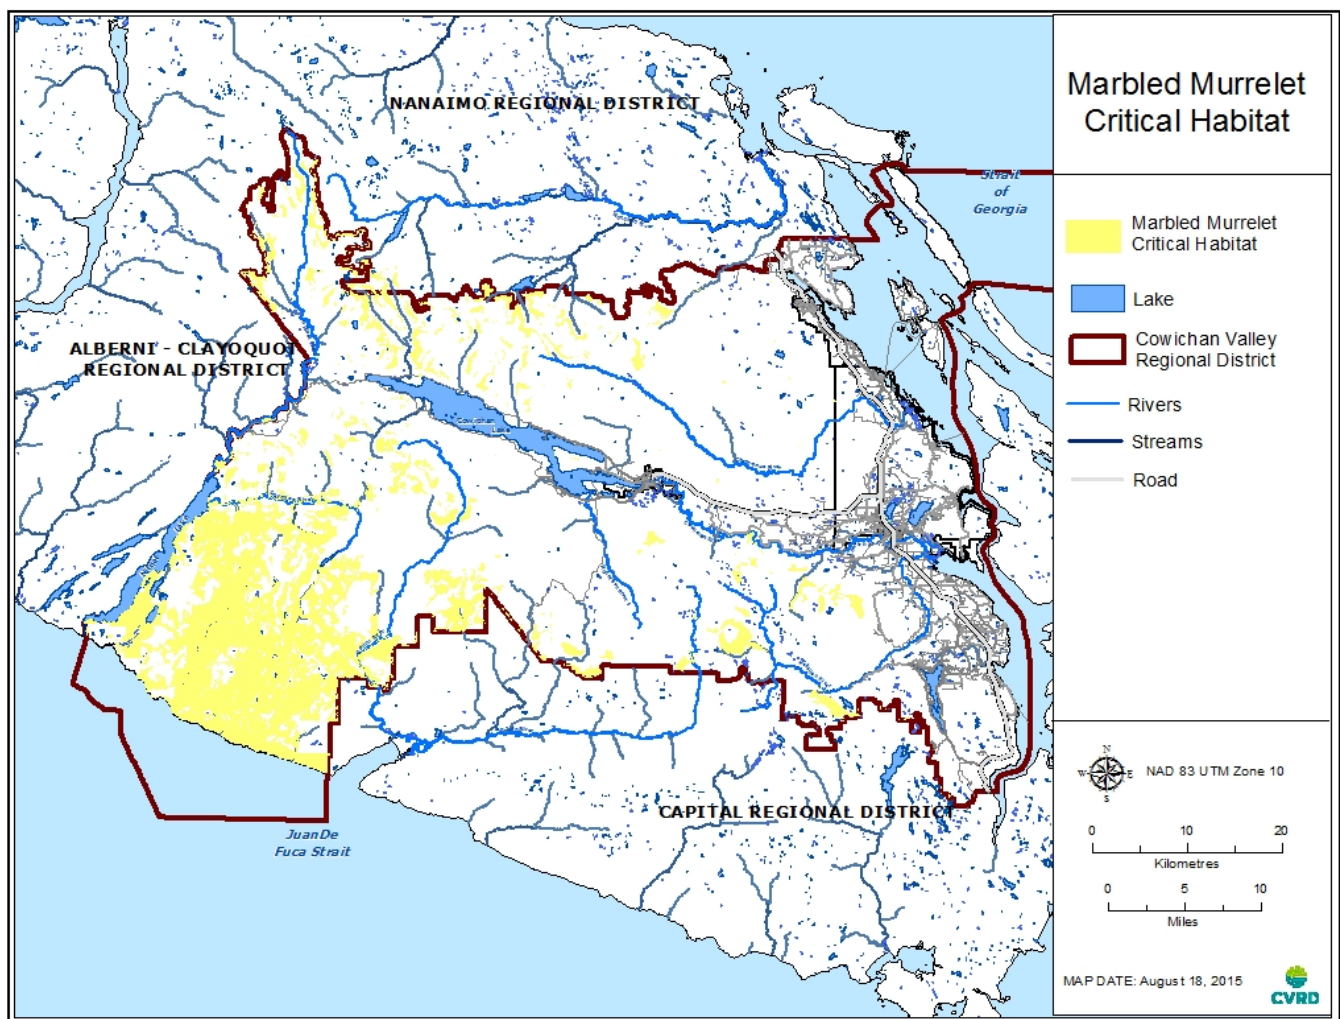 Marbled Murrelet
Critical Habitat
NANAIMO REGIONAL DISTRICT
Strait
of
Georgia
Marbled Murrelet
Critical Habitat
Lake
Cowichan Valley
Regional District
Rivers
Streams
Road
ALBERNI - CLAYOQUOT
REGIONAL DISTRICT
Cowichan
Lake
CAPITAL REGIONAL DISTRICT
Juan De
Fuca Strait
N
W
E
S
NAD 83 UTM Zone 10
0 10 20
Kilometres
0 5 10
Miles
MAP DATE: August 18, 2015
CVRD